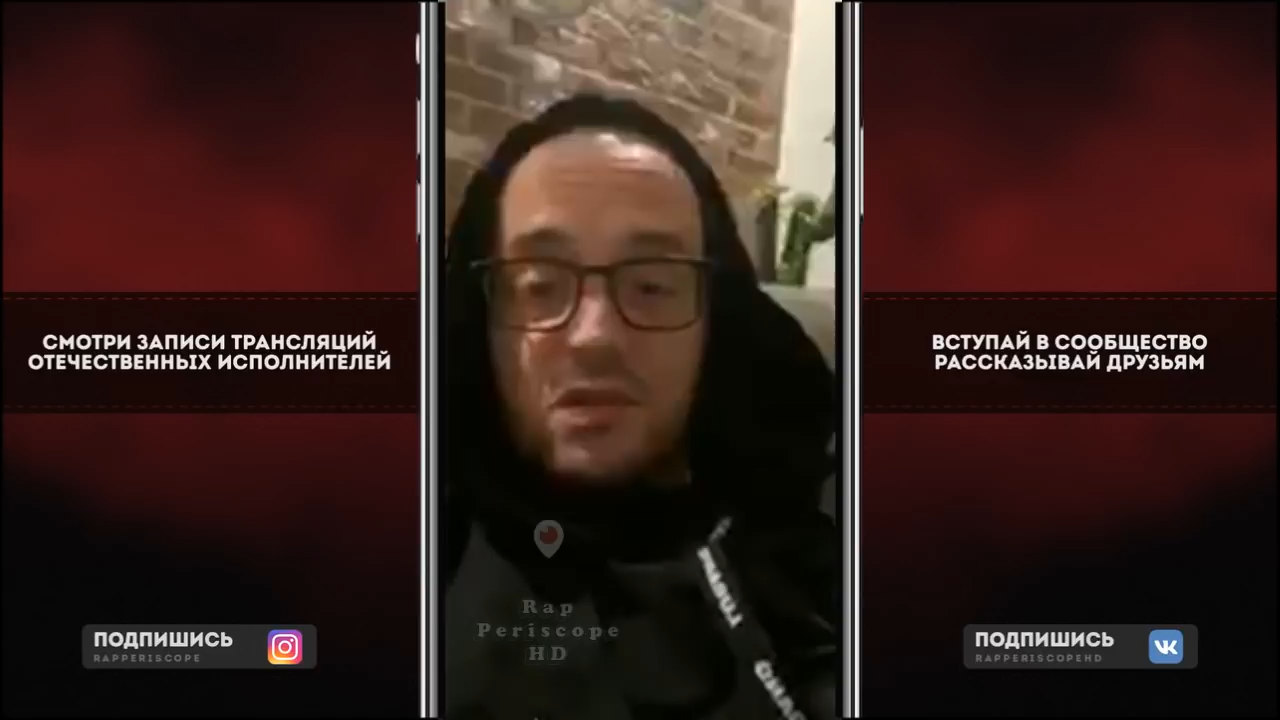 СМОТРИ ЗАПИСИ ТРАНСЛЯЦИЙ
ОТЕЧЕСТВЕННЫХ ИСПОЛНИТЕЛЕЙ
ПОДПИШИСЬ
RAPPERISCOPE
Rap
Periscope
HD
ВСТУПАЙ В СООБЩЕСТВО
РАССКАЗЫВАЙ ДРУЗЬЯМ
ПОДПИШИСЬ
RAPPERISCOPEHD